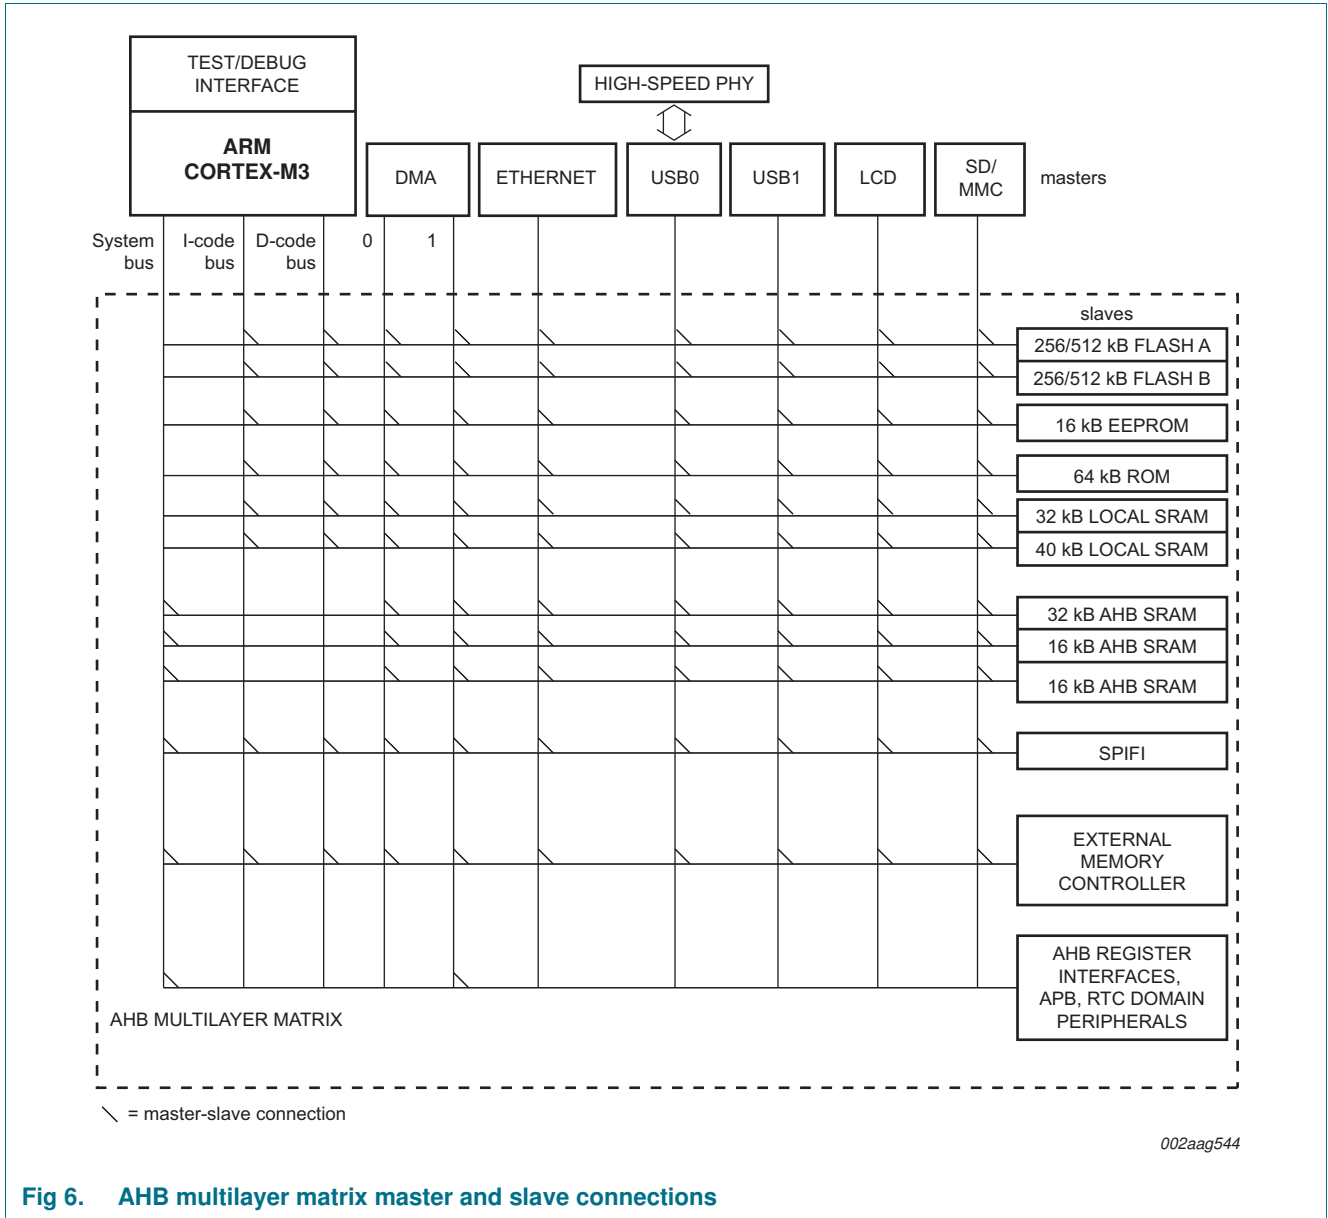 TEST/DEBUG
INTERFACE
ARM
CORTEX-M3
HIGH-SPEED PHY
DMA
ETHERNET
USB0
USB1
LCD
SD/
MMC
masters
System
bus
I-code
bus
D-code
bus
0
1
slaves
256/512 kB FLASH A
256/512 kB FLASH B
16 kB EEPROM
64 kB ROM
32 kB LOCAL SRAM
40 kB LOCAL SRAM
32 kB AHB SRAM
16 kB AHB SRAM
16 kB AHB SRAM
SPIFI
EXTERNAL
MEMORY
CONTROLLER
AHB REGISTER
INTERFACES,
APB, RTC DOMAIN
PERIPHERALS
AHB MULTILAYER MATRIX
= master-slave connection
002aag544
Fig 6. AHB multilayer matrix master and slave connections